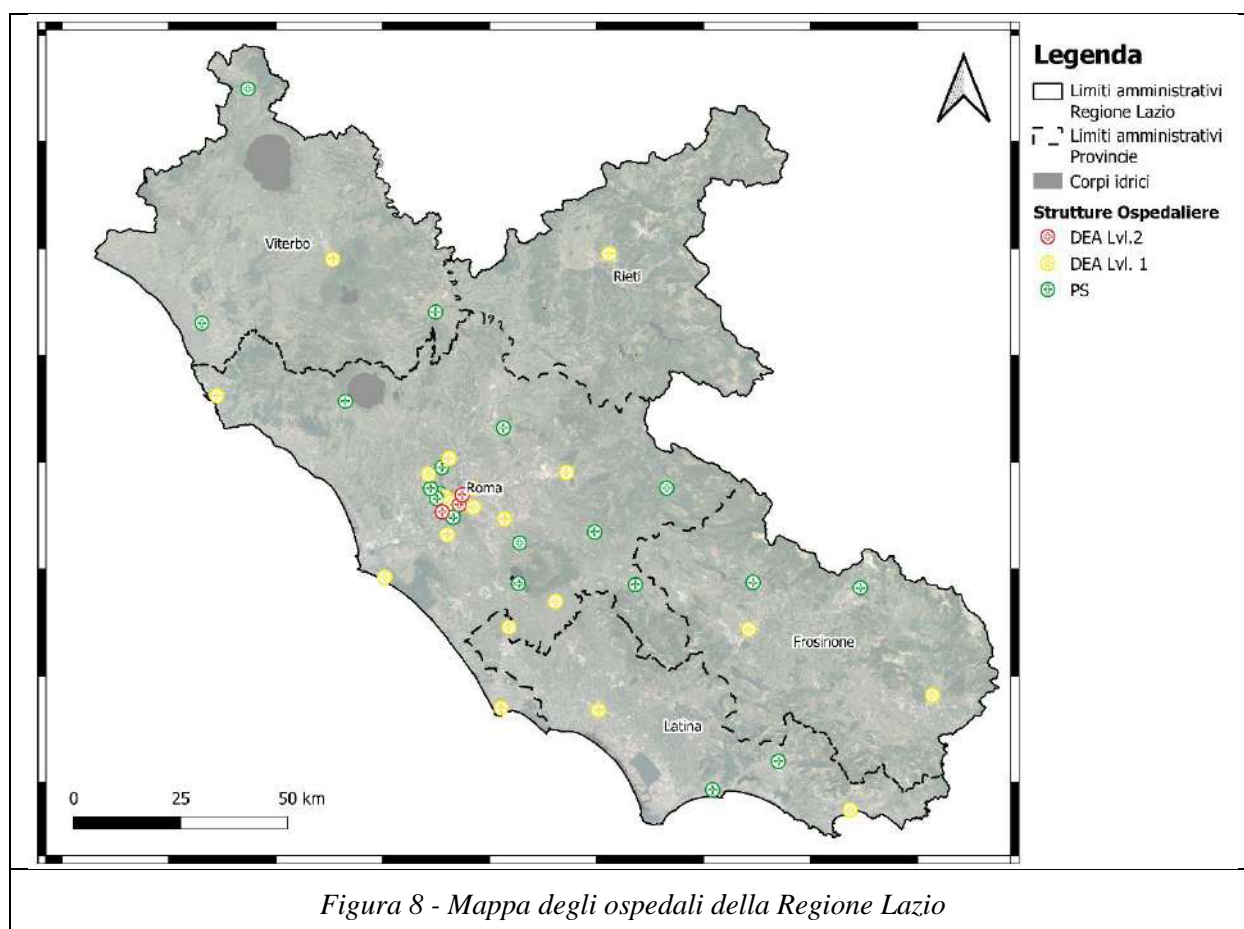 Legenda
Limiti amministrativi
Regione Lazio
Limiti amministrativi
Provincie
Corpi idrici
Strutture Ospedaliere
DEA Lvl.2
DEA Lvl. 1
PS
Viterbo
Rieti
Roma
Frosinone
Latina
0 25 50 km
Figura 8 - Mappa degli ospedali della Regione Lazio